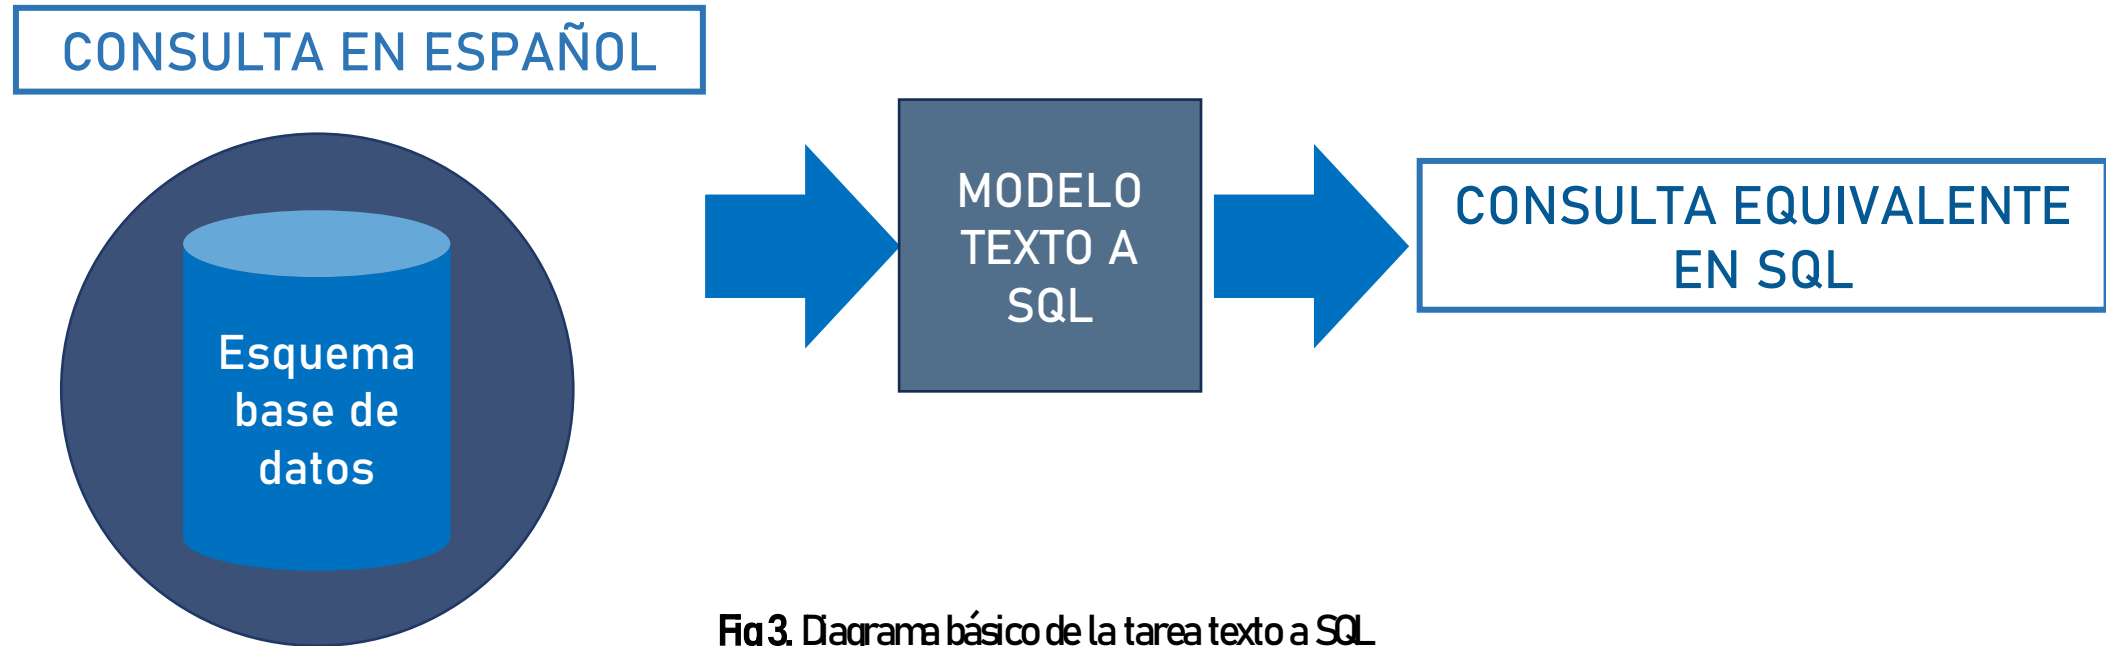 CONSULTA EN ESPAÑOL
Esquema
base de
datos
MODELO
TEXTO A
SQL
CONSULTA EQUIVALENTE
EN SQL
Fig 3. Diagrama básico de la tarea texto a SQL